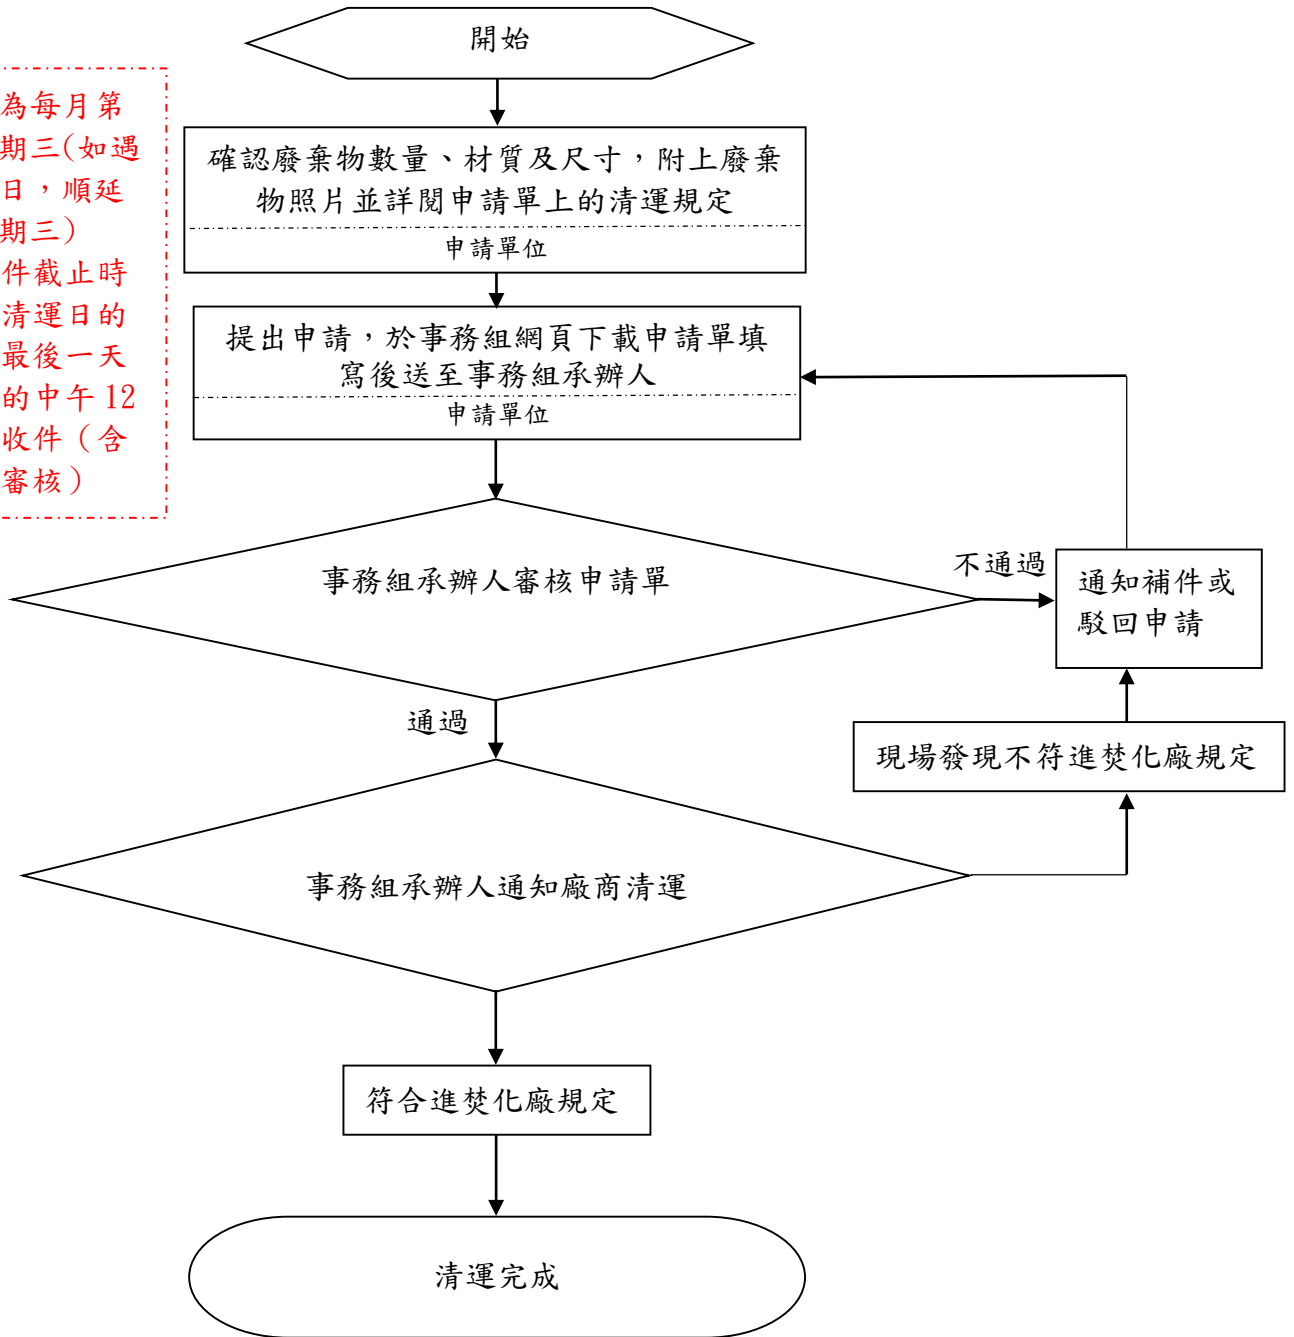 開始
為每月第
期三(如遇
日，順延
期三)
件截止時
清運日的
最後一天
的中午12
收件（含
審核）
確認廢棄物數量、材質及尺寸，附上廢棄
物照片並詳閱申請單上的清運規定
申請單位
提出申請，於事務組網頁下載申請單填
寫後送至事務組承辦人
申請單位
事務組承辦人審核申請單
不通過
通知補件或
駁回申請
通過
現場發現不符進焚化廠規定
事務組承辦人通知廠商清運
符合進焚化廠規定
清運完成